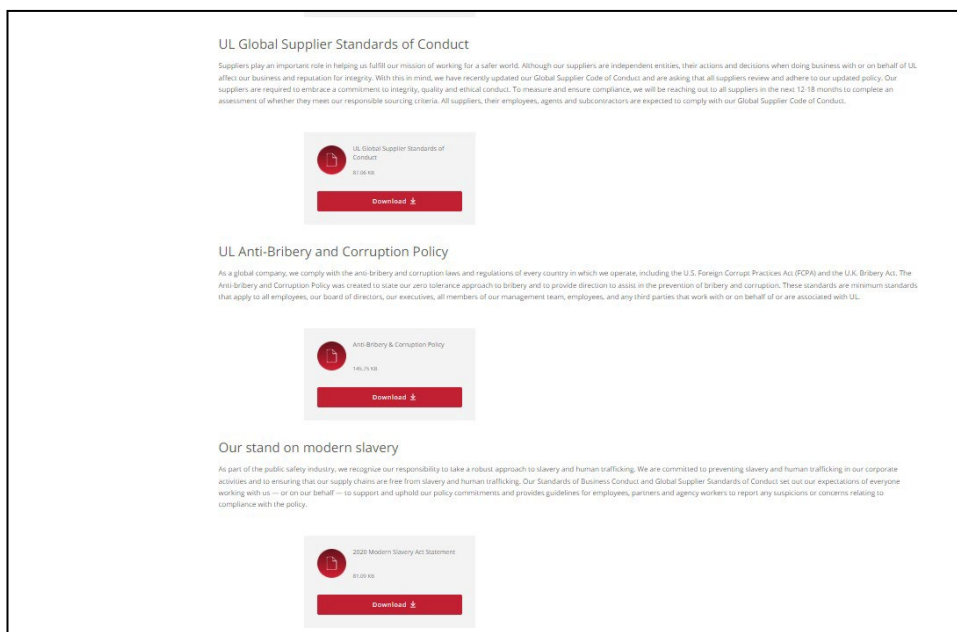 UL Global Supplier Standards of Conduct
Suppliers play an important role in helping us fulfill our mission of working for a safer world. Although our suppliers are independent entities, their actions and decisions when doing business with or on behalf of UL
affect our business and reputation for integrity. With this in mind, we have recently updated our Global Supplier Code of Conduct and are asking that all suppliers review and adhere to our updated policy. Our
suppliers are required to embrace a commitment to integrity, quality and ethical conduct. To measure and ensure compliance, we will be reaching out to all suppliers in the next 12-18 months to complete an
assessment of whether they meet our responsible sourcing criteria. All suppliers, their employees, agents and subcontractors are expected to comply with our Global Supplier Code of Conduct.
UL Global Supplier Standards of
Conduct
81.06 KB
Download
UL Anti-Bribery and Corruption Policy
As a global company, we comply with the anti-bribery and corruption laws and regulations of every country in which we operate, including the U.S. Foreign Corrupt Practices Act (FCPA) and the U.K. Bribery Act. The
Anti-bribery and Corruption Policy was created to state our zero tolerance approach to bribery and to provide direction to assist in the prevention of bribery and corruption. These standards are minimum standards
that apply to all employees, our board of directors, our executives, all members of our management team, employees, and any third parties that work with or on behalf of or are associated with UL.
Anti-Bribery & Corruption Policy
145.75 KB
Download
Our stand on modern slavery
As part of the public safety industry, we recognize our responsibility to take a robust approach to slavery and human trafficking. We are committed to preventing slavery and human trafficking in our corporate
activities and to ensuring that our supply chains are free from slavery and human trafficking. Our Standards of Business Conduct and Global Supplier Standards of Conduct set out our expectations of everyone
working with us — or on our behalf — to support and uphold our policy commitments and provides guidelines for employees, partners and agency workers to report any suspicions or concerns relating to
compliance with the policy.
2020 Modern Slavery Act Statement
81.05 KB
Download